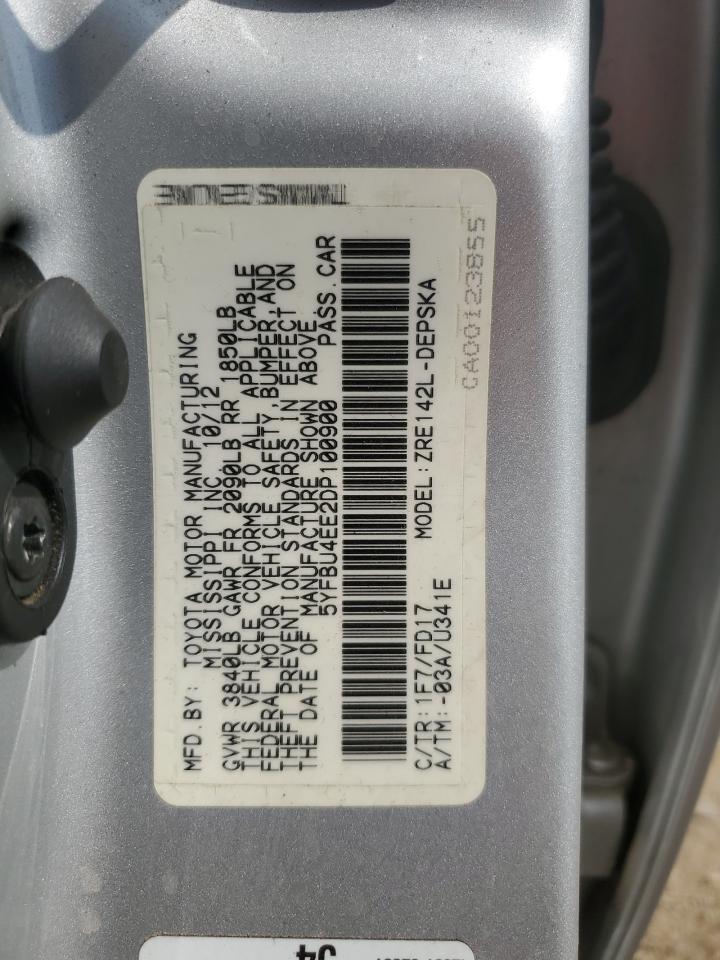 MFD.BY: TOYOTA MOTOR MANUFACTURING
MISSISSIPPI INC 10/12
GVWR 3840LB GAWR FR 2090LB RR 1850LB
THIS VEHICLE CONFORMS TO ALL APPLICABLE
FEDERAL MOTOR VEHICLE SAFETY, BUMPER, AND
THEFT PREVENTION STANDARDS IN EFFECT ON
THE DATE OF MANUFACTURE SHOWN ABOVE.
5YFBU4EE2DP100900 PASS.CAR
C/TR:1F7/FD17 MODEL:ZRE142L-DEPSKA
A/TM:-03A/U341E
CA00123855
J4